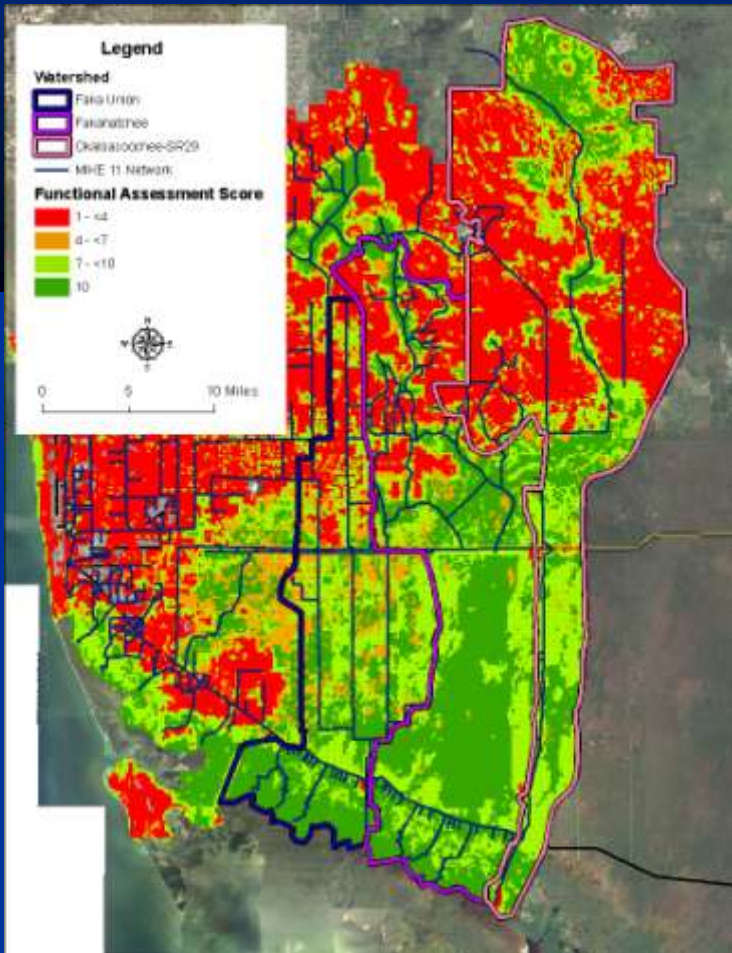 Legend
Watershed
Faka Union
Fakahatchee
Okaloacoochee-SR29
MIKE 11 Network
Functional Assessment Score
1 - <4
4 - <7
7 - <10
10
N
W E
S
0 5 10 Miles